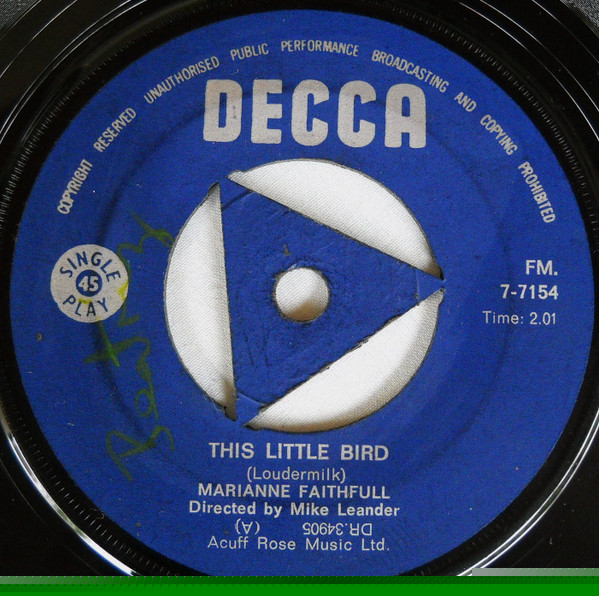 COPYRIGHT RESERVED UNAUTHORISED PUBLIC PERFORMANCE BROADCASTING AND COPYING PROHIBITED
DECCA
SINGLE
45
PLAY
FM.
7-7154
Time: 2.01
THIS LITTLE BIRD
(Loudermilk)
MARIANNE FAITHFULL
Directed by Mike Leander
DR.34905 (A)
Acuff Rose Music Ltd.